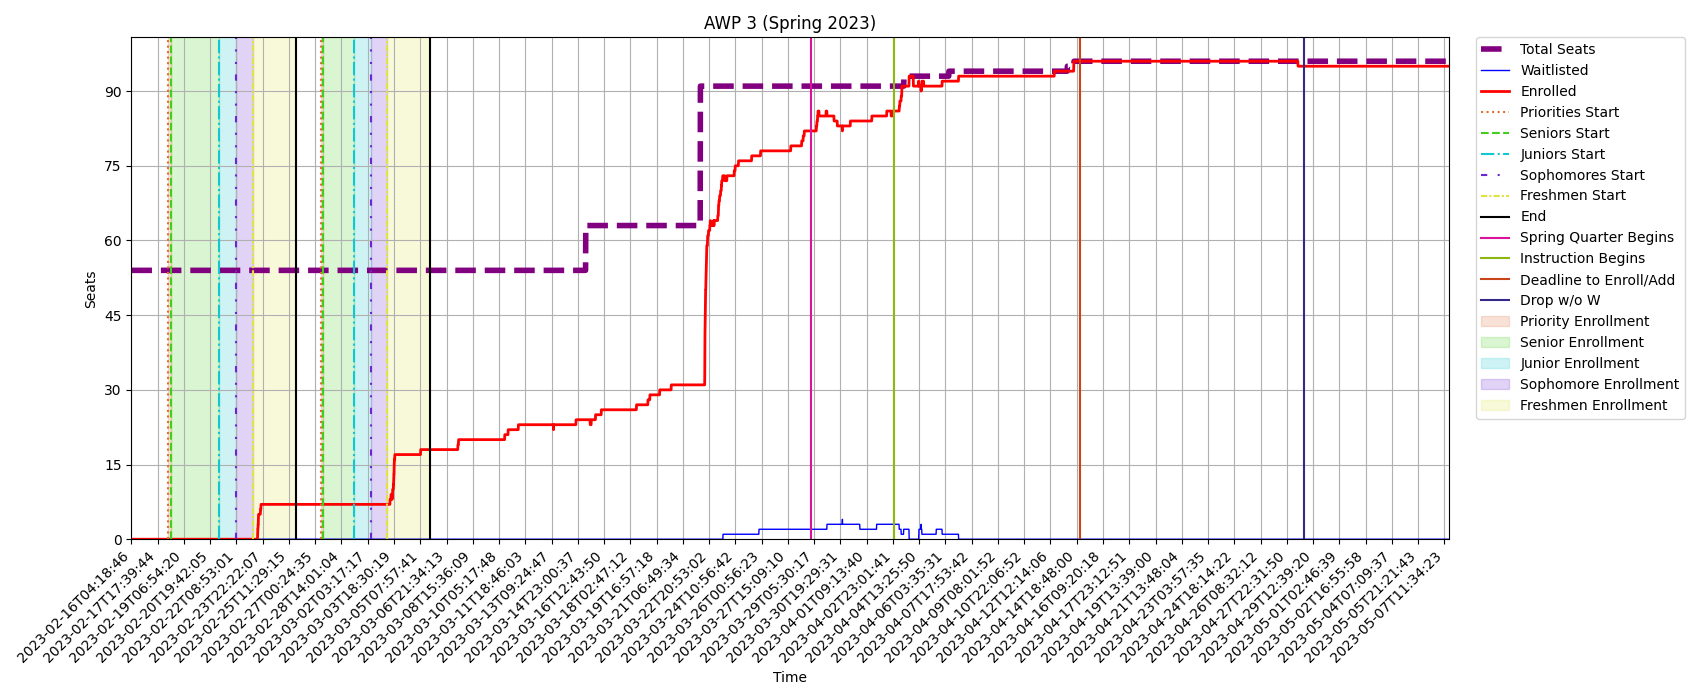 AWP 3 (Spring 2023)
Seats
90
75
60
45
30
15
0
2023-02-16T04:18:46
2023-02-17T17:39:44
2023-02-19T06:54:20
2023-02-20T19:42:05
2023-02-22T08:53:01
2023-02-23T22:22:07
2023-02-25T11:29:15
2023-02-27T00:24:35
2023-02-28T14:01:04
2023-03-02T03:17:17
2023-03-03T18:30:19
2023-03-05T07:57:41
2023-03-06T21:34:13
2023-03-08T15:36:09
2023-03-10T05:17:48
2023-03-11T18:46:03
2023-03-13T09:24:47
2023-03-14T23:00:37
2023-03-16T12:43:50
2023-03-18T02:47:12
2023-03-19T16:57:18
2023-03-21T06:49:34
2023-03-22T20:53:02
2023-03-24T10:56:42
2023-03-26T00:56:23
2023-03-27T15:09:10
2023-03-29T05:30:17
2023-03-30T19:29:31
2023-04-01T09:13:40
2023-04-02T23:01:41
2023-04-04T13:25:50
2023-04-06T03:35:31
2023-04-07T17:53:42
2023-04-09T08:01:52
2023-04-10T22:06:52
2023-04-12T12:14:06
2023-04-14T18:48:00
2023-04-16T09:20:18
2023-04-17T23:12:51
2023-04-19T13:39:00
2023-04-21T13:48:04
2023-04-23T03:57:35
2023-04-24T18:14:22
2023-04-26T08:32:12
2023-04-27T22:31:50
2023-04-29T12:39:20
2023-05-01T02:46:39
2023-05-02T16:55:58
2023-05-04T07:09:37
2023-05-05T21:21:43
2023-05-07T11:34:23
Time
Total Seats
Waitlisted
Enrolled
Priorities Start
Seniors Start
Juniors Start
Sophomores Start
Freshmen Start
End
Spring Quarter Begins
Instruction Begins
Deadline to Enroll/Add
Drop w/o W
Priority Enrollment
Senior Enrollment
Junior Enrollment
Sophomore Enrollment
Freshmen Enrollment